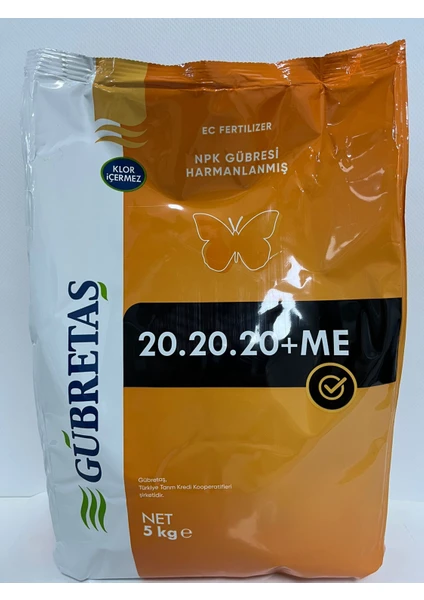 EC FERTILIZER
NPK GÜBRESİ
HARMANLANMIŞ
KLOR
İÇERMEZ
GÜBRETAŞ
20.20.20+ME
Gübretaş,
Türkiye Tarım Kredi Kooperatifleri
iştirakidir.
NET
5 kg e